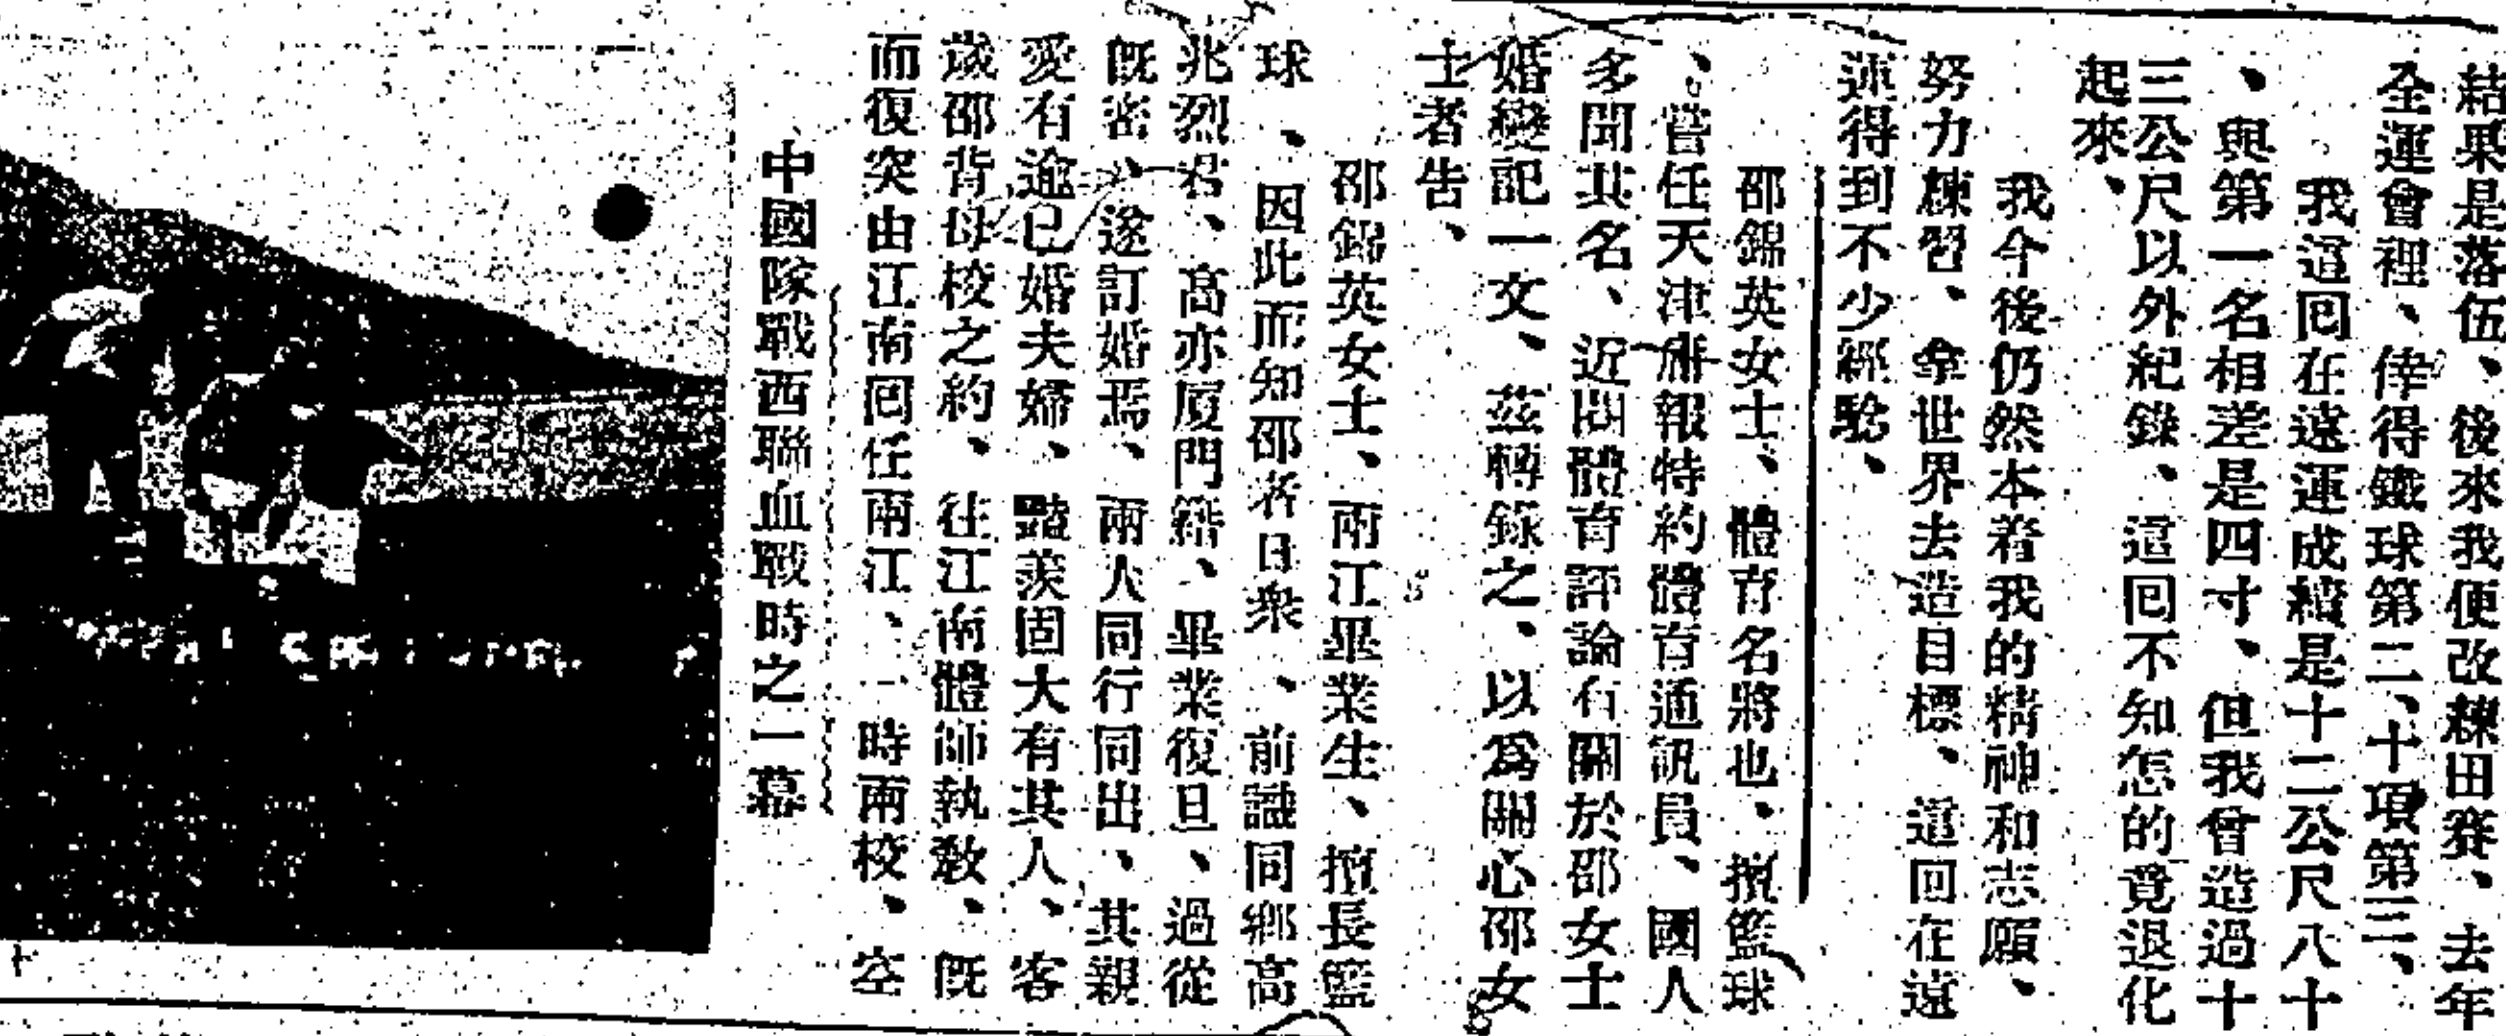 結果是落伍、後來我便改練田賽、去年
全運會裡、倖得鐵球第二、十項第三、
我這回在遠運成績是十二公尺八十
、與第一名相差是四寸、但我曾造過十
三公尺以外紀錄、這回不知怎的竟退化
起來、
我今後仍然本着我的精神和志願、
努力練習、拿世界去造目標、這回在遠
東得到不少經驗、
邵錦英女士、體育名將也、擅籃球
、嘗任天津庸報特約體育通訊員、國人
多聞其名、近閱體育評論有關於邵女士
婚變記一文、茲轉錄之、以爲關心邵女
士者告、
邵錦英女士、兩江畢業生、擅長籃
球、因此而知邵者日衆、前識同鄉高
兆烈君、高亦厦門籍、畢業復旦、過從
既密、遂訂婚焉、兩人同行同出、其親
愛有逾已婚夫婦、豔羨固大有其人、客
歲邵背母校之約、往江南體師執敎、旣
而復突由江南回任兩江、一時兩校、空
中國隊戰西聯血戰時之一幕